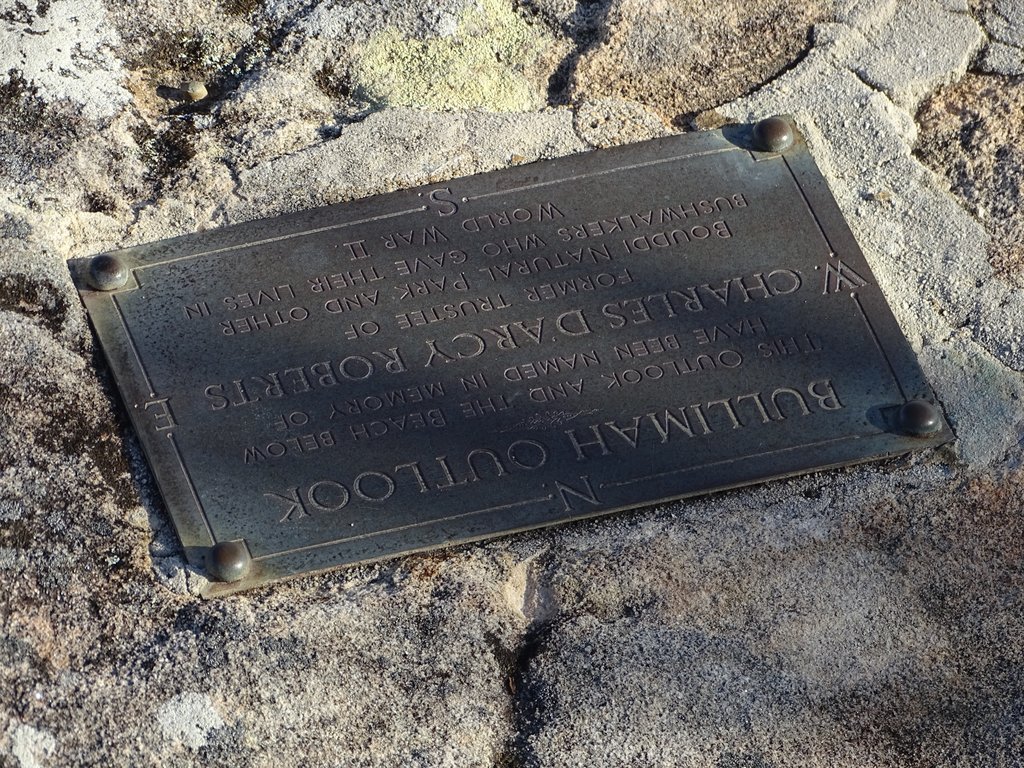 N
BULLIMAH OUTLOOK
THIS OUTLOOK AND THE BEACH BELOW
HAVE BEEN NAMED IN MEMORY OF
W. CHARLES D'ARCY ROBERTS E
FORMER TRUSTEE OF
BOUDDI NATURAL PARK AND OTHER
BUSHWALKERS WHO GAVE THEIR LIVES IN
WORLD WAR II.
S